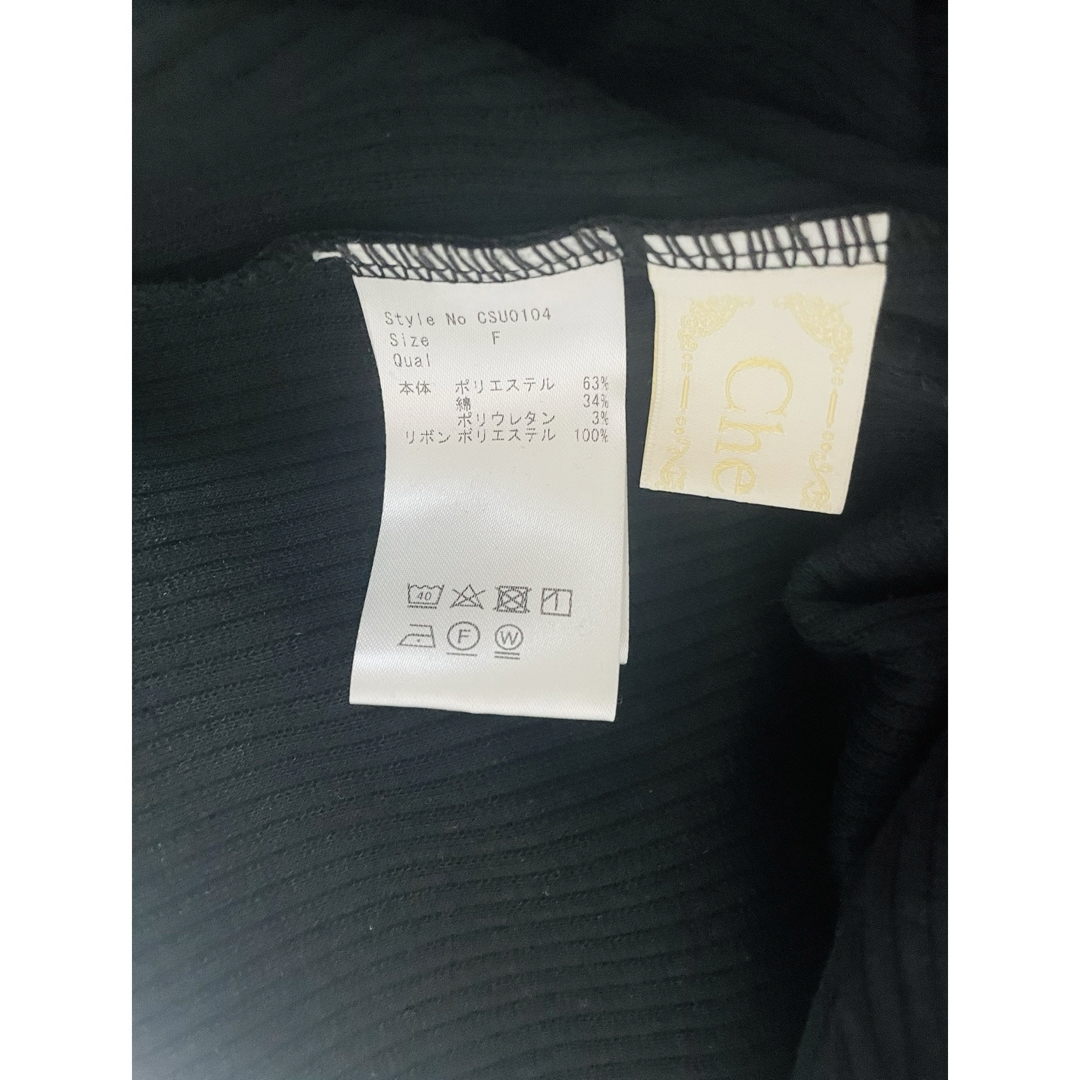 Style No CSU0104
Size F
Qual
本体 ポリエステル 63%
綿 34%
ポリウレタン 3%
リボン ポリエステル 100%
40
1
F W
Che